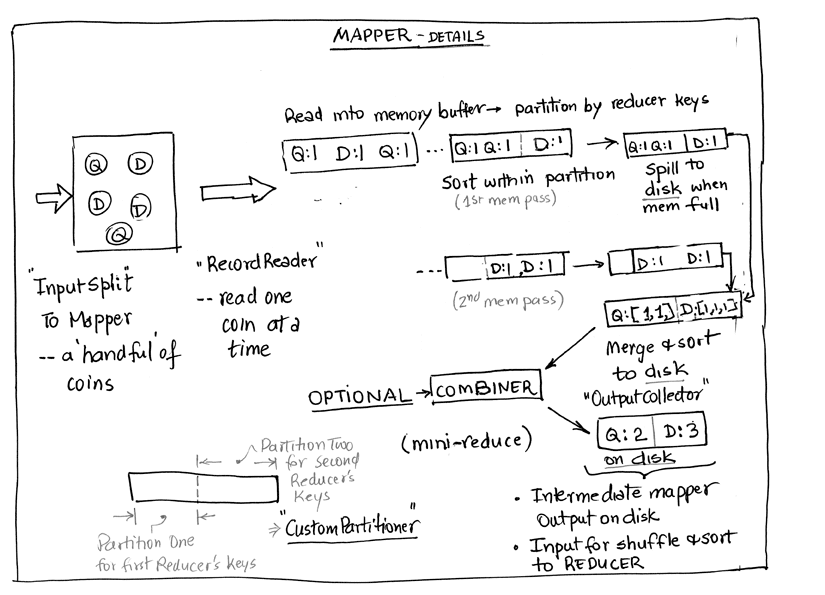 MAPPER - DETAILS
Read into memory buffer → partition by reducer keys
Q D
D D
Q
Q:1 D:1 Q:1 ... Q:1 Q:1 D:1 → Q:1 Q:1 D:1
Sort within partition
(1st mem pass)
Spill to
disk when
mem full
"InputSplit"
To Mapper
-- a 'handful' of
coins
"RecordReader"
-- read one
coin at a
time
... D:1, D:1 → D:1 D:1
(2nd mem pass)
Q:[1,1] D:[1,1,1]
Merge & sort
to disk
"OutputCollector"
OPTIONAL → COMBINER
(mini-reduce)
Q:2 D:3
on disk
• Intermediate mapper
Output on disk
• Input for shuffle & sort
to REDUCER
Partition Two
for second
Reducer's
Keys
⇒ "CustomPartitioner"
Partition One
for first Reducer's Keys